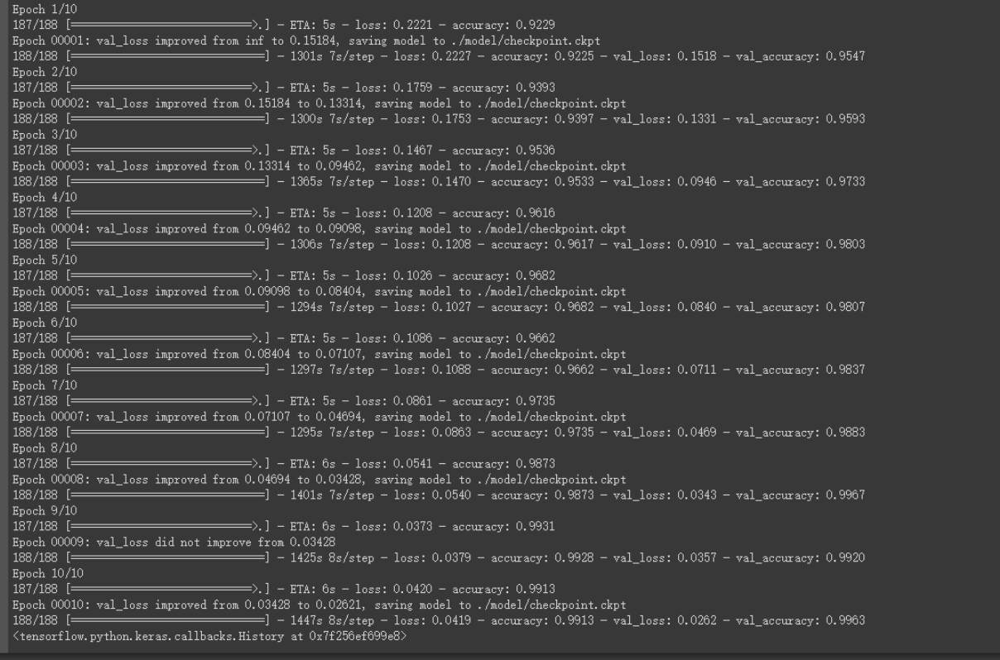 Epoch 1/10
187/188 [==============================>.] - ETA: 5s - loss: 0.2221 - accuracy: 0.9229
Epoch 00001: val_loss improved from inf to 0.15184, saving model to ./model/checkpoint.ckpt
188/188 [==============================] - 1301s 7s/step - loss: 0.2227 - accuracy: 0.9225 - val_loss: 0.1518 - val_accuracy: 0.9547
Epoch 2/10
187/188 [==============================>.] - ETA: 5s - loss: 0.1759 - accuracy: 0.9393
Epoch 00002: val_loss improved from 0.15184 to 0.13314, saving model to ./model/checkpoint.ckpt
188/188 [==============================] - 1300s 7s/step - loss: 0.1753 - accuracy: 0.9397 - val_loss: 0.1331 - val_accuracy: 0.9593
Epoch 3/10
187/188 [==============================>.] - ETA: 5s - loss: 0.1467 - accuracy: 0.9536
Epoch 00003: val_loss improved from 0.13314 to 0.09462, saving model to ./model/checkpoint.ckpt
188/188 [==============================] - 1365s 7s/step - loss: 0.1470 - accuracy: 0.9533 - val_loss: 0.0946 - val_accuracy: 0.9733
Epoch 4/10
187/188 [==============================>.] - ETA: 5s - loss: 0.1208 - accuracy: 0.9616
Epoch 00004: val_loss improved from 0.09462 to 0.09098, saving model to ./model/checkpoint.ckpt
188/188 [==============================] - 1306s 7s/step - loss: 0.1208 - accuracy: 0.9617 - val_loss: 0.0910 - val_accuracy: 0.9803
Epoch 5/10
187/188 [==============================>.] - ETA: 5s - loss: 0.1026 - accuracy: 0.9682
Epoch 00005: val_loss improved from 0.09098 to 0.08404, saving model to ./model/checkpoint.ckpt
188/188 [==============================] - 1294s 7s/step - loss: 0.1027 - accuracy: 0.9682 - val_loss: 0.0840 - val_accuracy: 0.9807
Epoch 6/10
187/188 [==============================>.] - ETA: 5s - loss: 0.1086 - accuracy: 0.9662
Epoch 00006: val_loss improved from 0.08404 to 0.07107, saving model to ./model/checkpoint.ckpt
188/188 [==============================] - 1297s 7s/step - loss: 0.1088 - accuracy: 0.9662 - val_loss: 0.0711 - val_accuracy: 0.9837
Epoch 7/10
187/188 [==============================>.] - ETA: 5s - loss: 0.0861 - accuracy: 0.9735
Epoch 00007: val_loss improved from 0.07107 to 0.04694, saving model to ./model/checkpoint.ckpt
188/188 [==============================] - 1295s 7s/step - loss: 0.0863 - accuracy: 0.9735 - val_loss: 0.0469 - val_accuracy: 0.9883
Epoch 8/10
187/188 [==============================>.] - ETA: 6s - loss: 0.0541 - accuracy: 0.9873
Epoch 00008: val_loss improved from 0.04694 to 0.03428, saving model to ./model/checkpoint.ckpt
188/188 [==============================] - 1401s 7s/step - loss: 0.0540 - accuracy: 0.9873 - val_loss: 0.0343 - val_accuracy: 0.9967
Epoch 9/10
187/188 [==============================>.] - ETA: 6s - loss: 0.0373 - accuracy: 0.9931
Epoch 00009: val_loss did not improve from 0.03428
188/188 [==============================] - 1425s 8s/step - loss: 0.0379 - accuracy: 0.9928 - val_loss: 0.0357 - val_accuracy: 0.9920
Epoch 10/10
187/188 [==============================>.] - ETA: 6s - loss: 0.0420 - accuracy: 0.9913
Epoch 00010: val_loss improved from 0.03428 to 0.02621, saving model to ./model/checkpoint.ckpt
188/188 [==============================] - 1447s 8s/step - loss: 0.0419 - accuracy: 0.9913 - val_loss: 0.0262 - val_accuracy: 0.9963
<tensorflow.python.keras.callbacks.History at 0x7f256ef699e8>